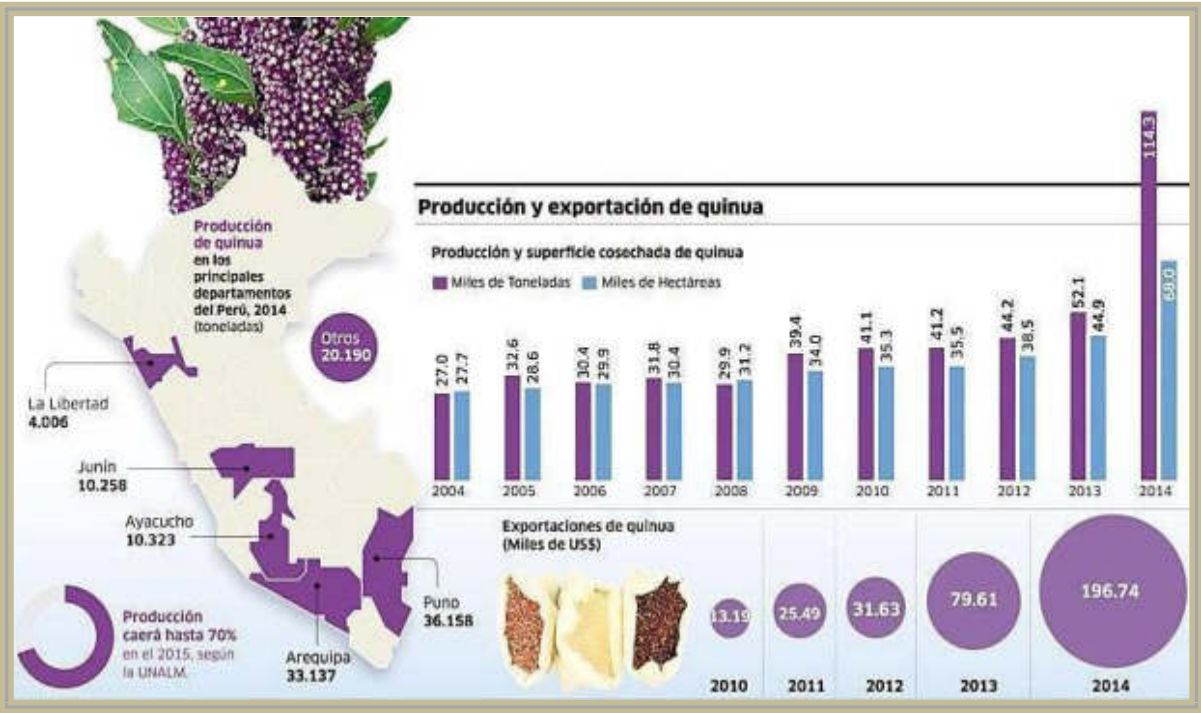 Producción
de quinua
en los
principales
departamentos
del Perú, 2014
(toneladas)
Otros
20.190
La Libertad
4.006
Junín
10.258
Ayacucho
10.323
Puno
36.158
Arequipa
33.137
Producción
caerá hasta 70%
en el 2015, según
la UNALM.
Producción y exportación de quinua
Producción y superficie cosechada de quinua
Miles de Toneladas Miles de Hectáreas
27.0 27.7 32.6 28.6 30.4 29.9 31.8 30.4 29.9 31.2 39.4 34.0 41.1 35.3 41.2 35.5 44.2 38.5 52.1 44.9 114.3 68.0
2004 2005 2006 2007 2008 2009 2010 2011 2012 2013 2014
Exportaciones de quinua
(Miles de US$)
13.19 25.49 31.63 79.61 196.74
2010 2011 2012 2013 2014